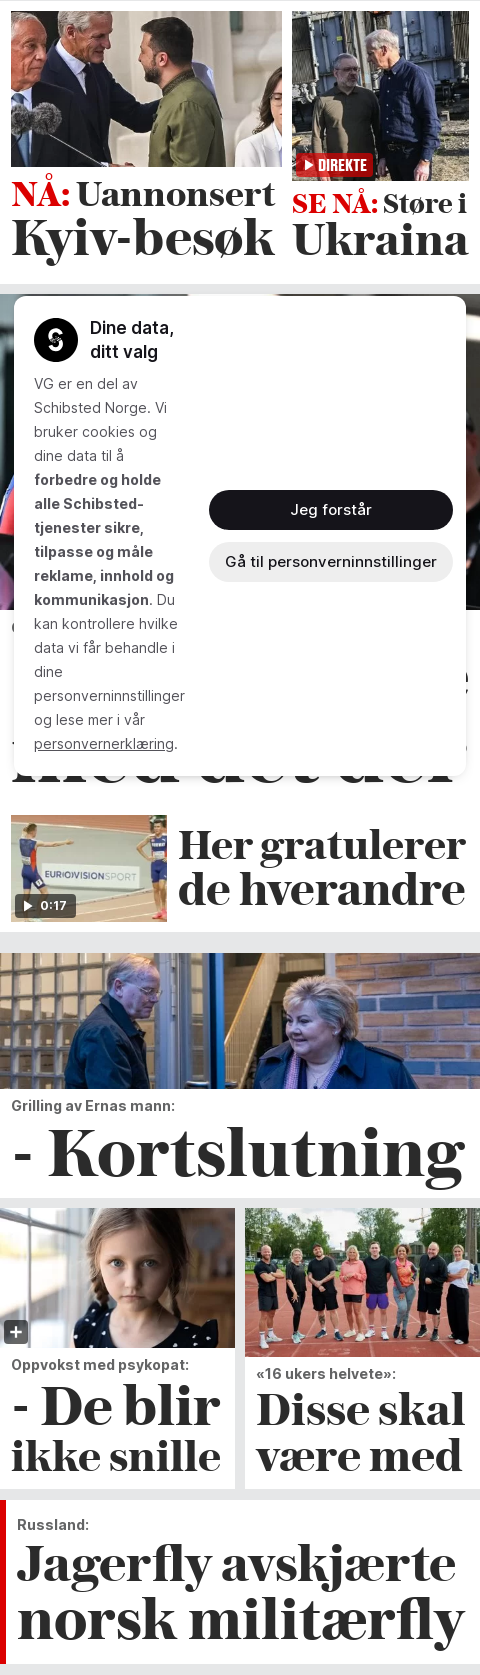 NÅ: Uannonsert
Kyiv-besøk
DIREKTE
SE NÅ: Støre i
Ukraina
Dine data,
ditt valg
VG er en del av
Schibsted Norge. Vi
bruker cookies og
dine data til å
forbedre og holde
alle Schibsted-
tjenester sikre,
tilpasse og måle
reklame, innhold og
kommunikasjon. Du
kan kontrollere hvilke
data vi får behandle i
dine
personverninnstillinger
og lese mer i vår
personvernerklæring.
Jeg forstår
Gå til personverninnstillinger
med det der
EUROVISION SPORT
0:17
Her gratulerer
de hverandre
Grilling av Ernas mann:
- Kortslutning
Oppvokst med psykopat:
- De blir
ikke snille
«16 ukers helvete»:
Disse skal
være med
Russland:
Jagerfly avskjærte
norsk militærfly